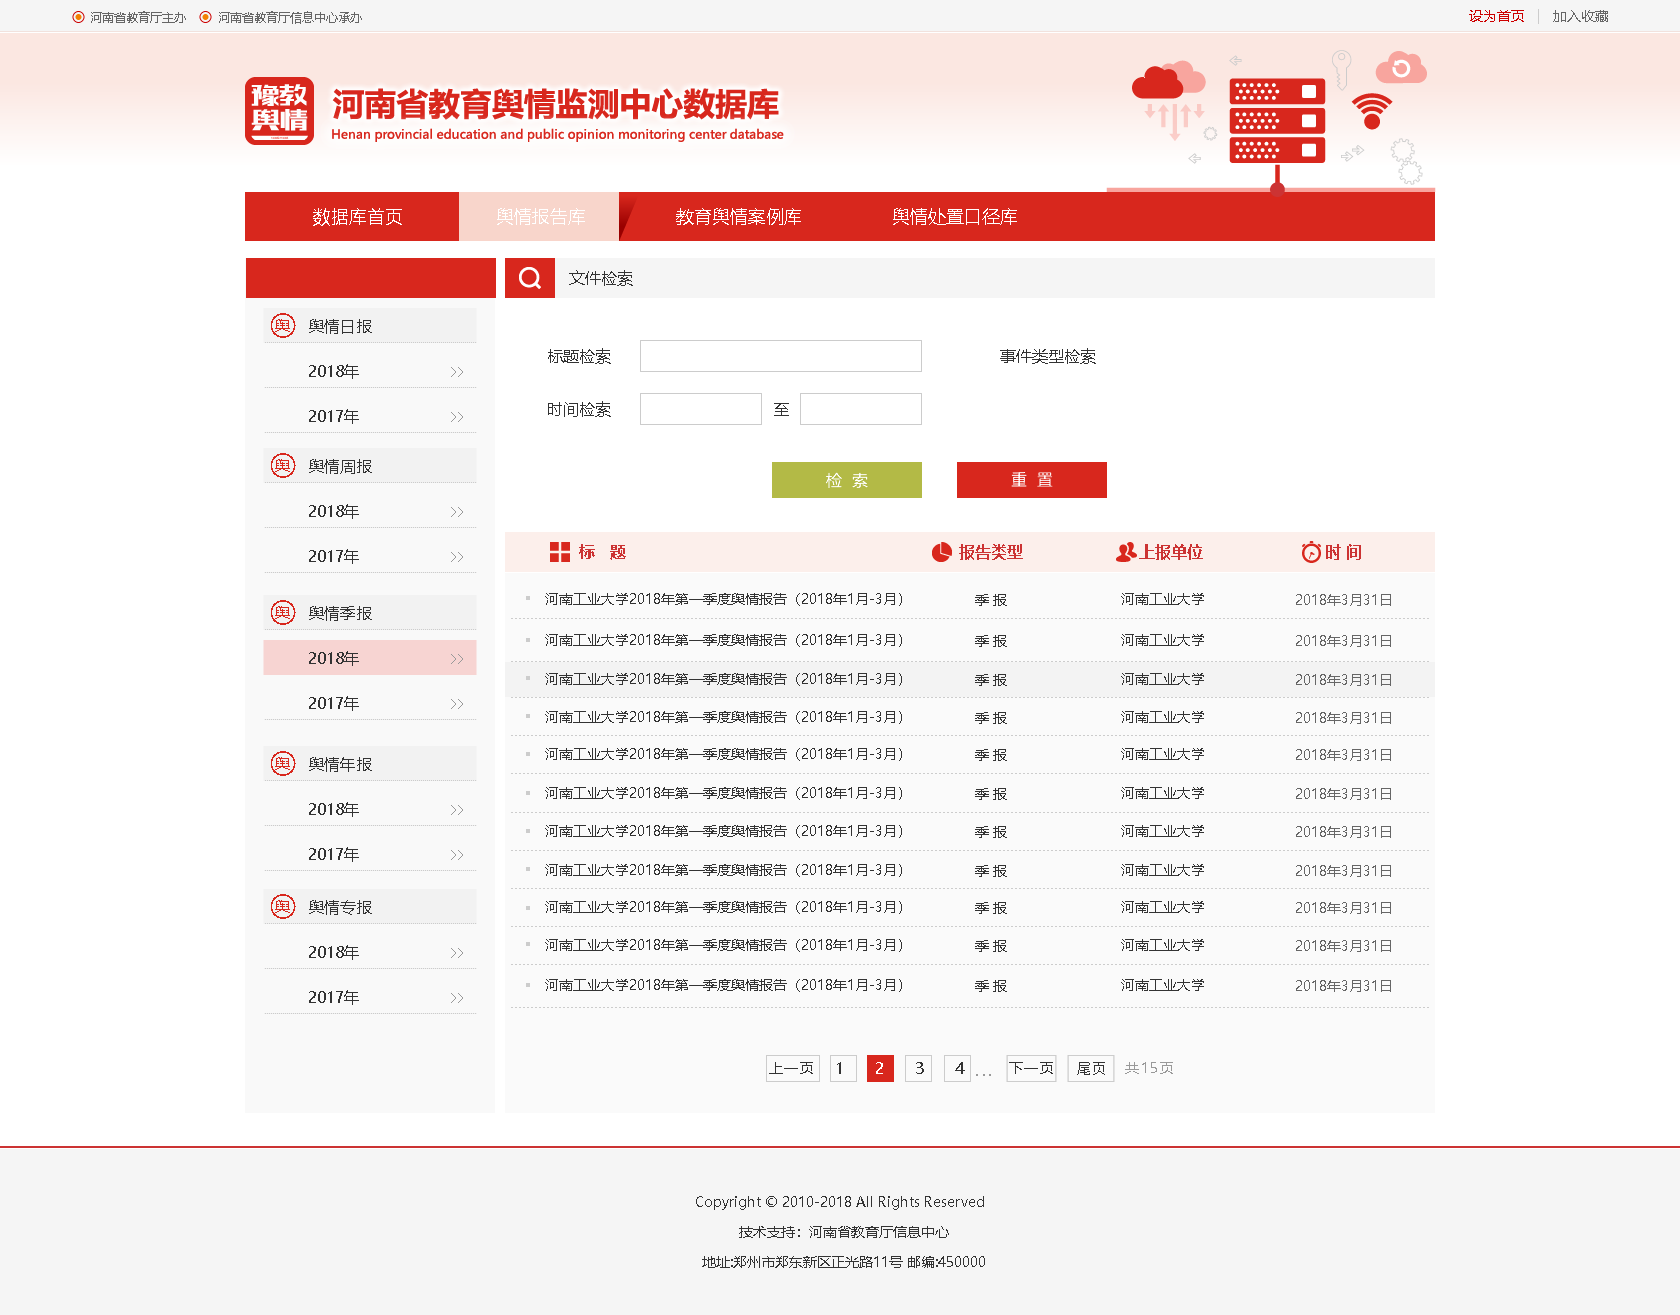 河南省教育厅主办 河南省教育厅信息中心承办 设为首页 加入收藏
豫教
舆情
河南省教育舆情监测中心数据库
Henan provincial education and public opinion monitoring center database
数据库首页 舆情报告库 教育舆情案例库 舆情处置口径库
舆 舆情日报
2018年
2017年
舆 舆情周报
2018年
2017年
舆 舆情季报
2018年
2017年
舆 舆情年报
2018年
2017年
舆 舆情专报
2018年
2017年
文件检索
标题检索 事件类型检索
时间检索 至
检 索 重 置
标 题 报告类型 上报单位 时 间
河南工业大学2018年第一季度舆情报告（2018年1月-3月） 季 报 河南工业大学 2018年3月31日
河南工业大学2018年第一季度舆情报告（2018年1月-3月） 季 报 河南工业大学 2018年3月31日
河南工业大学2018年第一季度舆情报告（2018年1月-3月） 季 报 河南工业大学 2018年3月31日
河南工业大学2018年第一季度舆情报告（2018年1月-3月） 季 报 河南工业大学 2018年3月31日
河南工业大学2018年第一季度舆情报告（2018年1月-3月） 季 报 河南工业大学 2018年3月31日
河南工业大学2018年第一季度舆情报告（2018年1月-3月） 季 报 河南工业大学 2018年3月31日
河南工业大学2018年第一季度舆情报告（2018年1月-3月） 季 报 河南工业大学 2018年3月31日
河南工业大学2018年第一季度舆情报告（2018年1月-3月） 季 报 河南工业大学 2018年3月31日
河南工业大学2018年第一季度舆情报告（2018年1月-3月） 季 报 河南工业大学 2018年3月31日
河南工业大学2018年第一季度舆情报告（2018年1月-3月） 季 报 河南工业大学 2018年3月31日
河南工业大学2018年第一季度舆情报告（2018年1月-3月） 季 报 河南工业大学 2018年3月31日
上一页 1 2 3 4 ... 下一页 尾页 共15页
Copyright © 2010-2018 All Rights Reserved
技术支持：河南省教育厅信息中心
地址:郑州市郑东新区正光路11号 邮编:450000